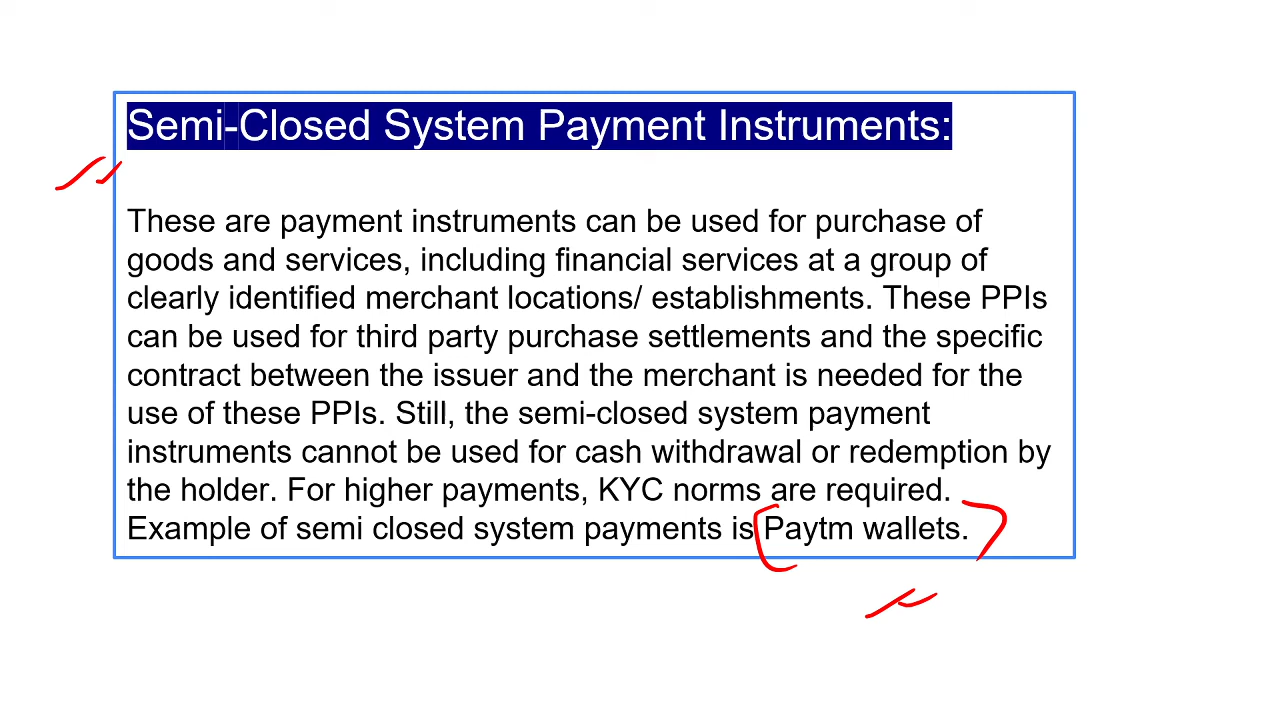 Semi-Closed System Payment Instruments:
These are payment instruments can be used for purchase of
goods and services, including financial services at a group of
clearly identified merchant locations/ establishments. These PPIs
can be used for third party purchase settlements and the specific
contract between the issuer and the merchant is needed for the
use of these PPIs. Still, the semi-closed system payment
instruments cannot be used for cash withdrawal or redemption by
the holder. For higher payments, KYC norms are required.
Example of semi closed system payments is Paytm wallets.